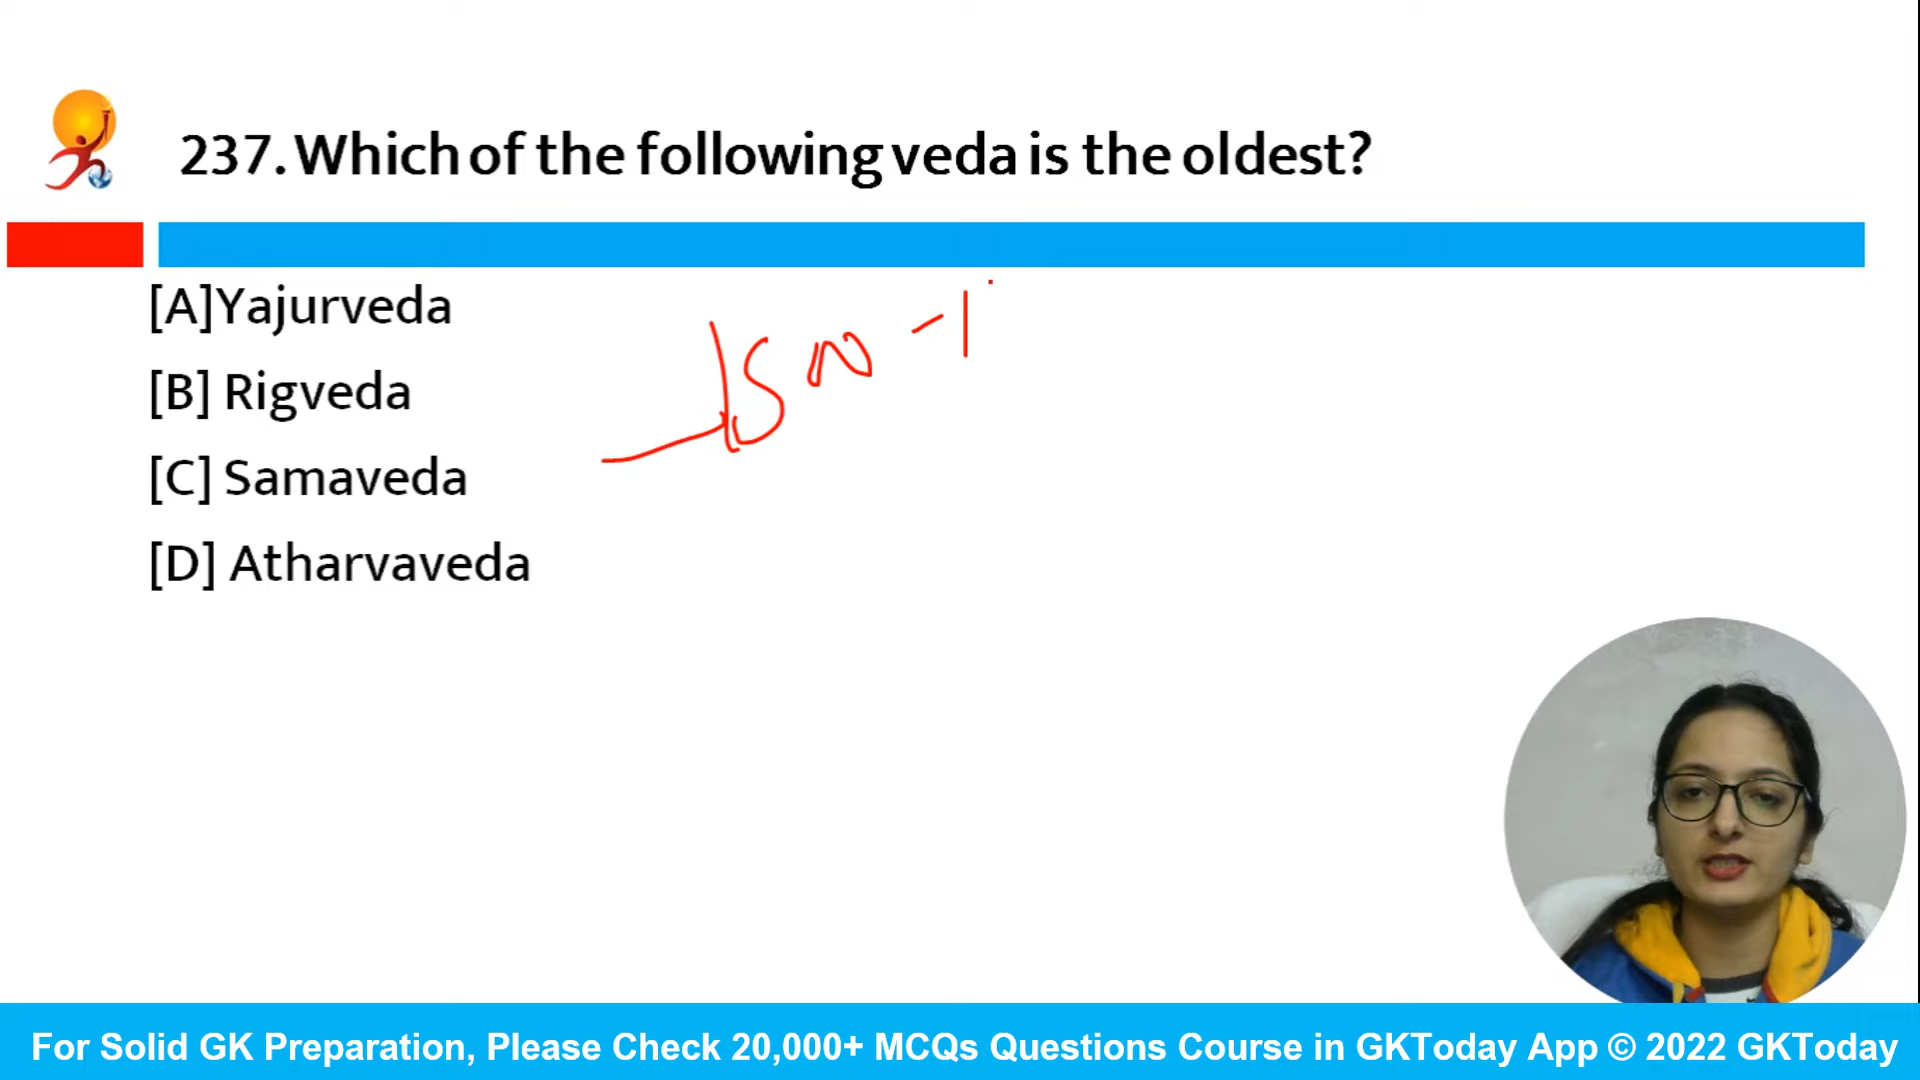 237. Which of the following veda is the oldest?
[A]Yajurveda
[B] Rigveda
[C] Samaveda
[D] Atharvaveda
For Solid GK Preparation, Please Check 20,000+ MCQs Questions Course in GKToday App © 2022 GKToday